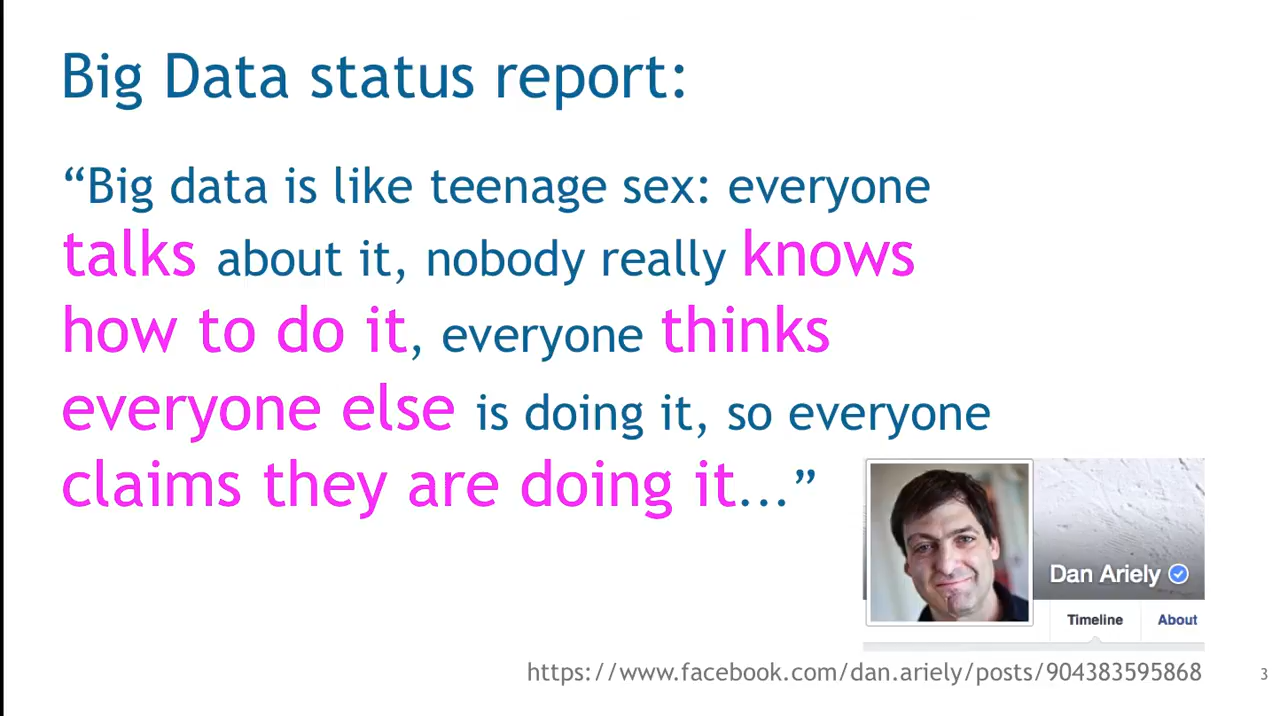 Big Data status report:
“Big data is like teenage sex: everyone
talks about it, nobody really knows
how to do it, everyone thinks
everyone else is doing it, so everyone
claims they are doing it...”
Dan Ariely
Timeline About
https://www.facebook.com/dan.ariely/posts/904383595868
3